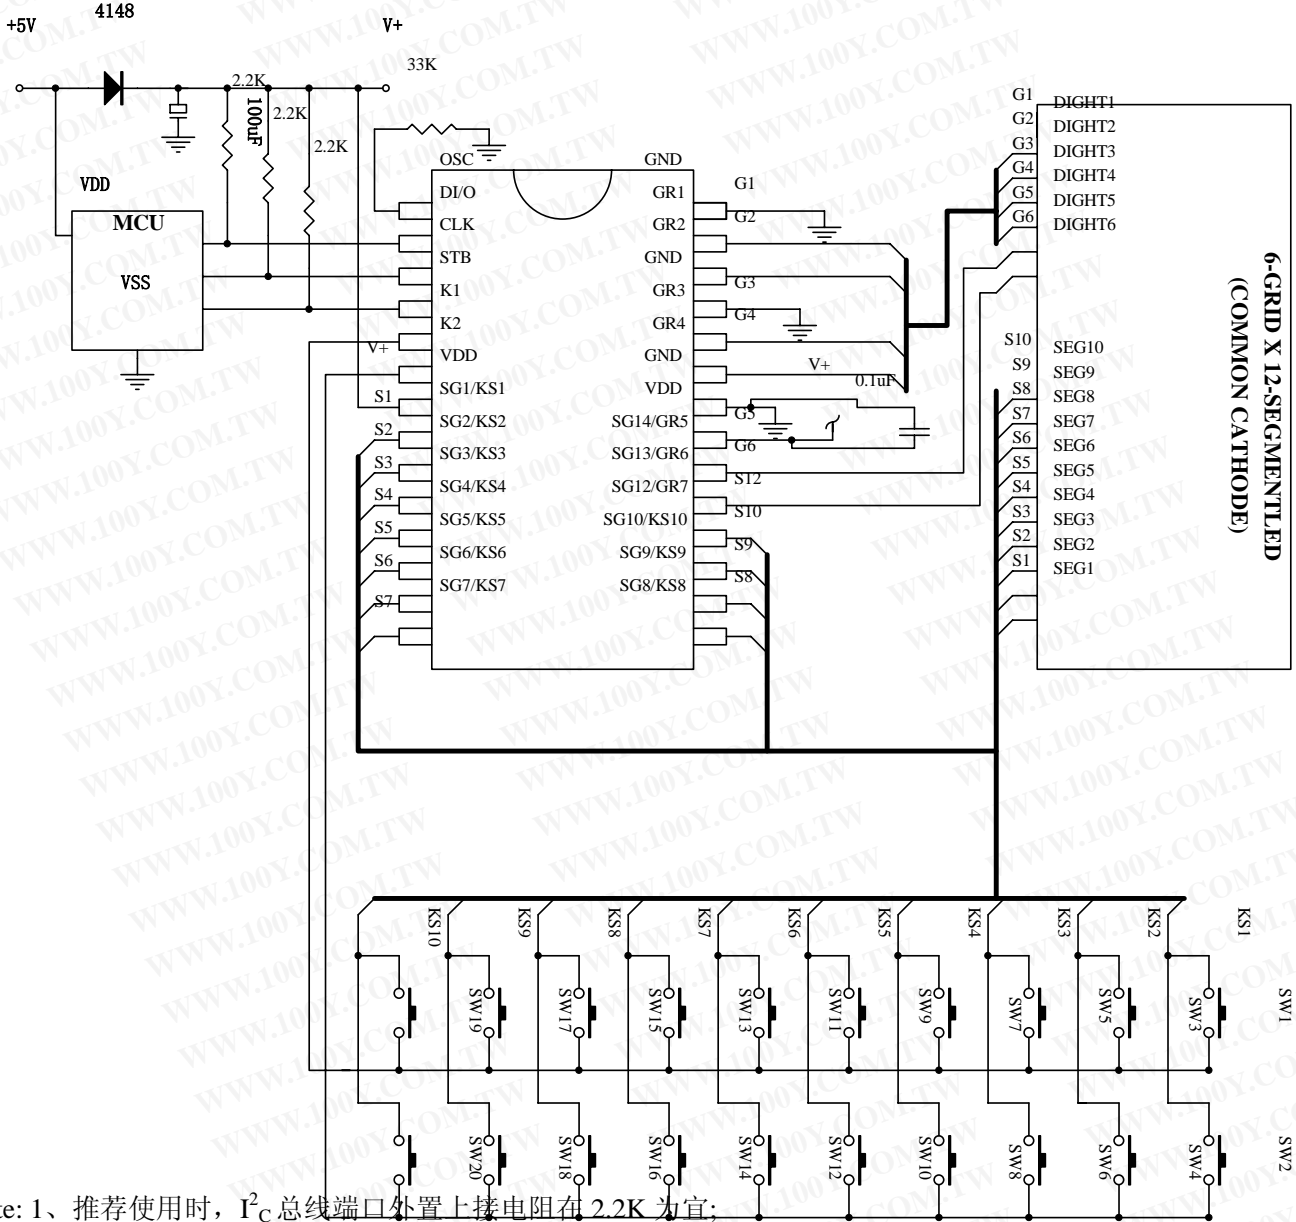 4148
+5V
V+
33K
2.2K
100uF
2.2K
2.2K
VDD
MCU
VSS
OSC
DI/O
CLK
STB
K1
K2
V+
VDD
SG1/KS1
S1
SG2/KS2
S2
SG3/KS3
S3
SG4/KS4
S4
SG5/KS5
S5
SG6/KS6
S6
SG7/KS7
S7
GND
GR1
GR2
GND
GR3
GR4
GND
VDD
SG14/GR5
SG13/GR6
SG12/GR7
SG10/KS10
SG9/KS9
SG8/KS8
G1
G2
G3
G4
V+
0.1uF
G5
G6
S12
S10
S9
S8
G1
DIGHT1
G2
DIGHT2
G3
DIGHT3
G4
DIGHT4
G5
DIGHT5
G6
DIGHT6
6-GRID X 12-SEGMENTLED
(COMMON CATHODE)
S10
SEG10
S9
SEG9
S8
SEG8
S7
SEG7
S6
SEG6
S5
SEG5
S4
SEG4
S3
SEG3
S2
SEG2
S1
SEG1
KS10
KS9
KS8
KS7
KS6
KS5
KS4
KS3
KS2
KS1
SW19
SW17
SW15
SW13
SW11
SW9
SW7
SW5
SW3
SW1
SW20
SW18
SW16
SW14
SW12
SW10
SW8
SW6
SW4
SW2
te: 1、推荐使用时，I²C 总线端口外置上接电阻在 2.2K 为宜;
WWW.100Y.COM.TW